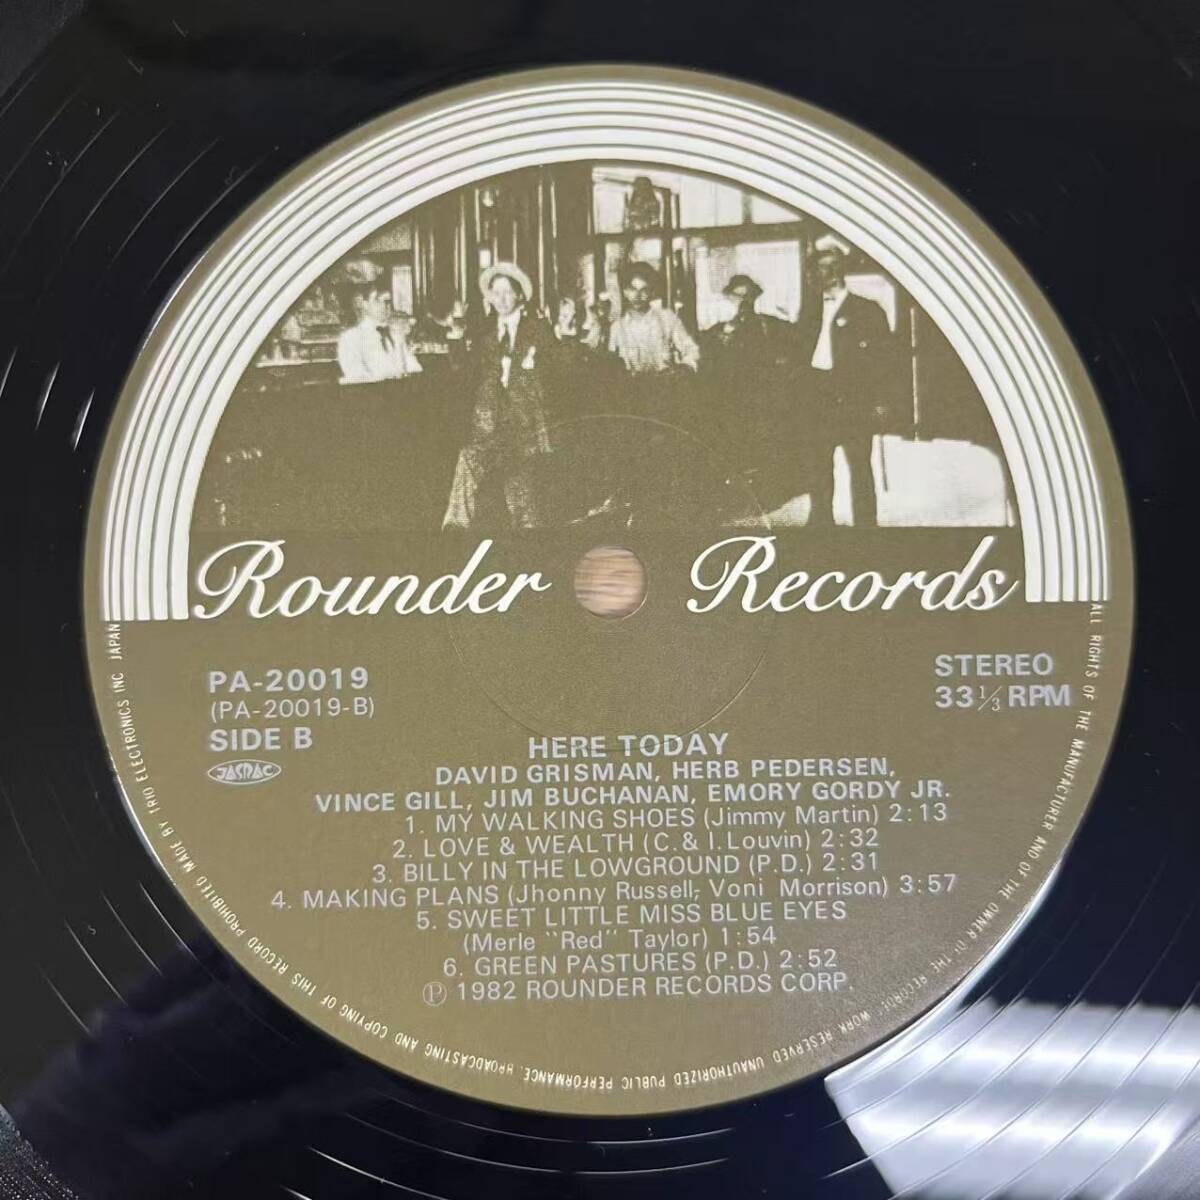 Rounder Records
PA-20019
(PA-20019-B)
SIDE B
JASRAC
STEREO
33 1/3 RPM
HERE TODAY
DAVID GRISMAN, HERB PEDERSEN,
VINCE GILL, JIM BUCHANAN, EMORY GORDY JR.
1. MY WALKING SHOES (Jimmy Martin) 2:13
2. LOVE & WEALTH (C. & I. Louvin) 2:32
3. BILLY IN THE LOWGROUND (P.D.) 2:31
4. MAKING PLANS (Jhonny Russell, Voni Morrison) 3:57
5. SWEET LITTLE MISS BLUE EYES
(Merle "Red" Taylor) 1:54
6. GREEN PASTURES (P.D.) 2:52
Ⓟ 1982 ROUNDER RECORDS CORP.
ALL RIGHTS OF THE MANUFACTURER AND OF THE OWNER OF THE RECORDED WORK RESERVED UNAUTHORIZED PUBLIC PERFORMANCE, BROADCASTING AND COPYING OF THIS RECORD PROHIBITED MADE BY TRIO ELECTRONICS INC JAPAN